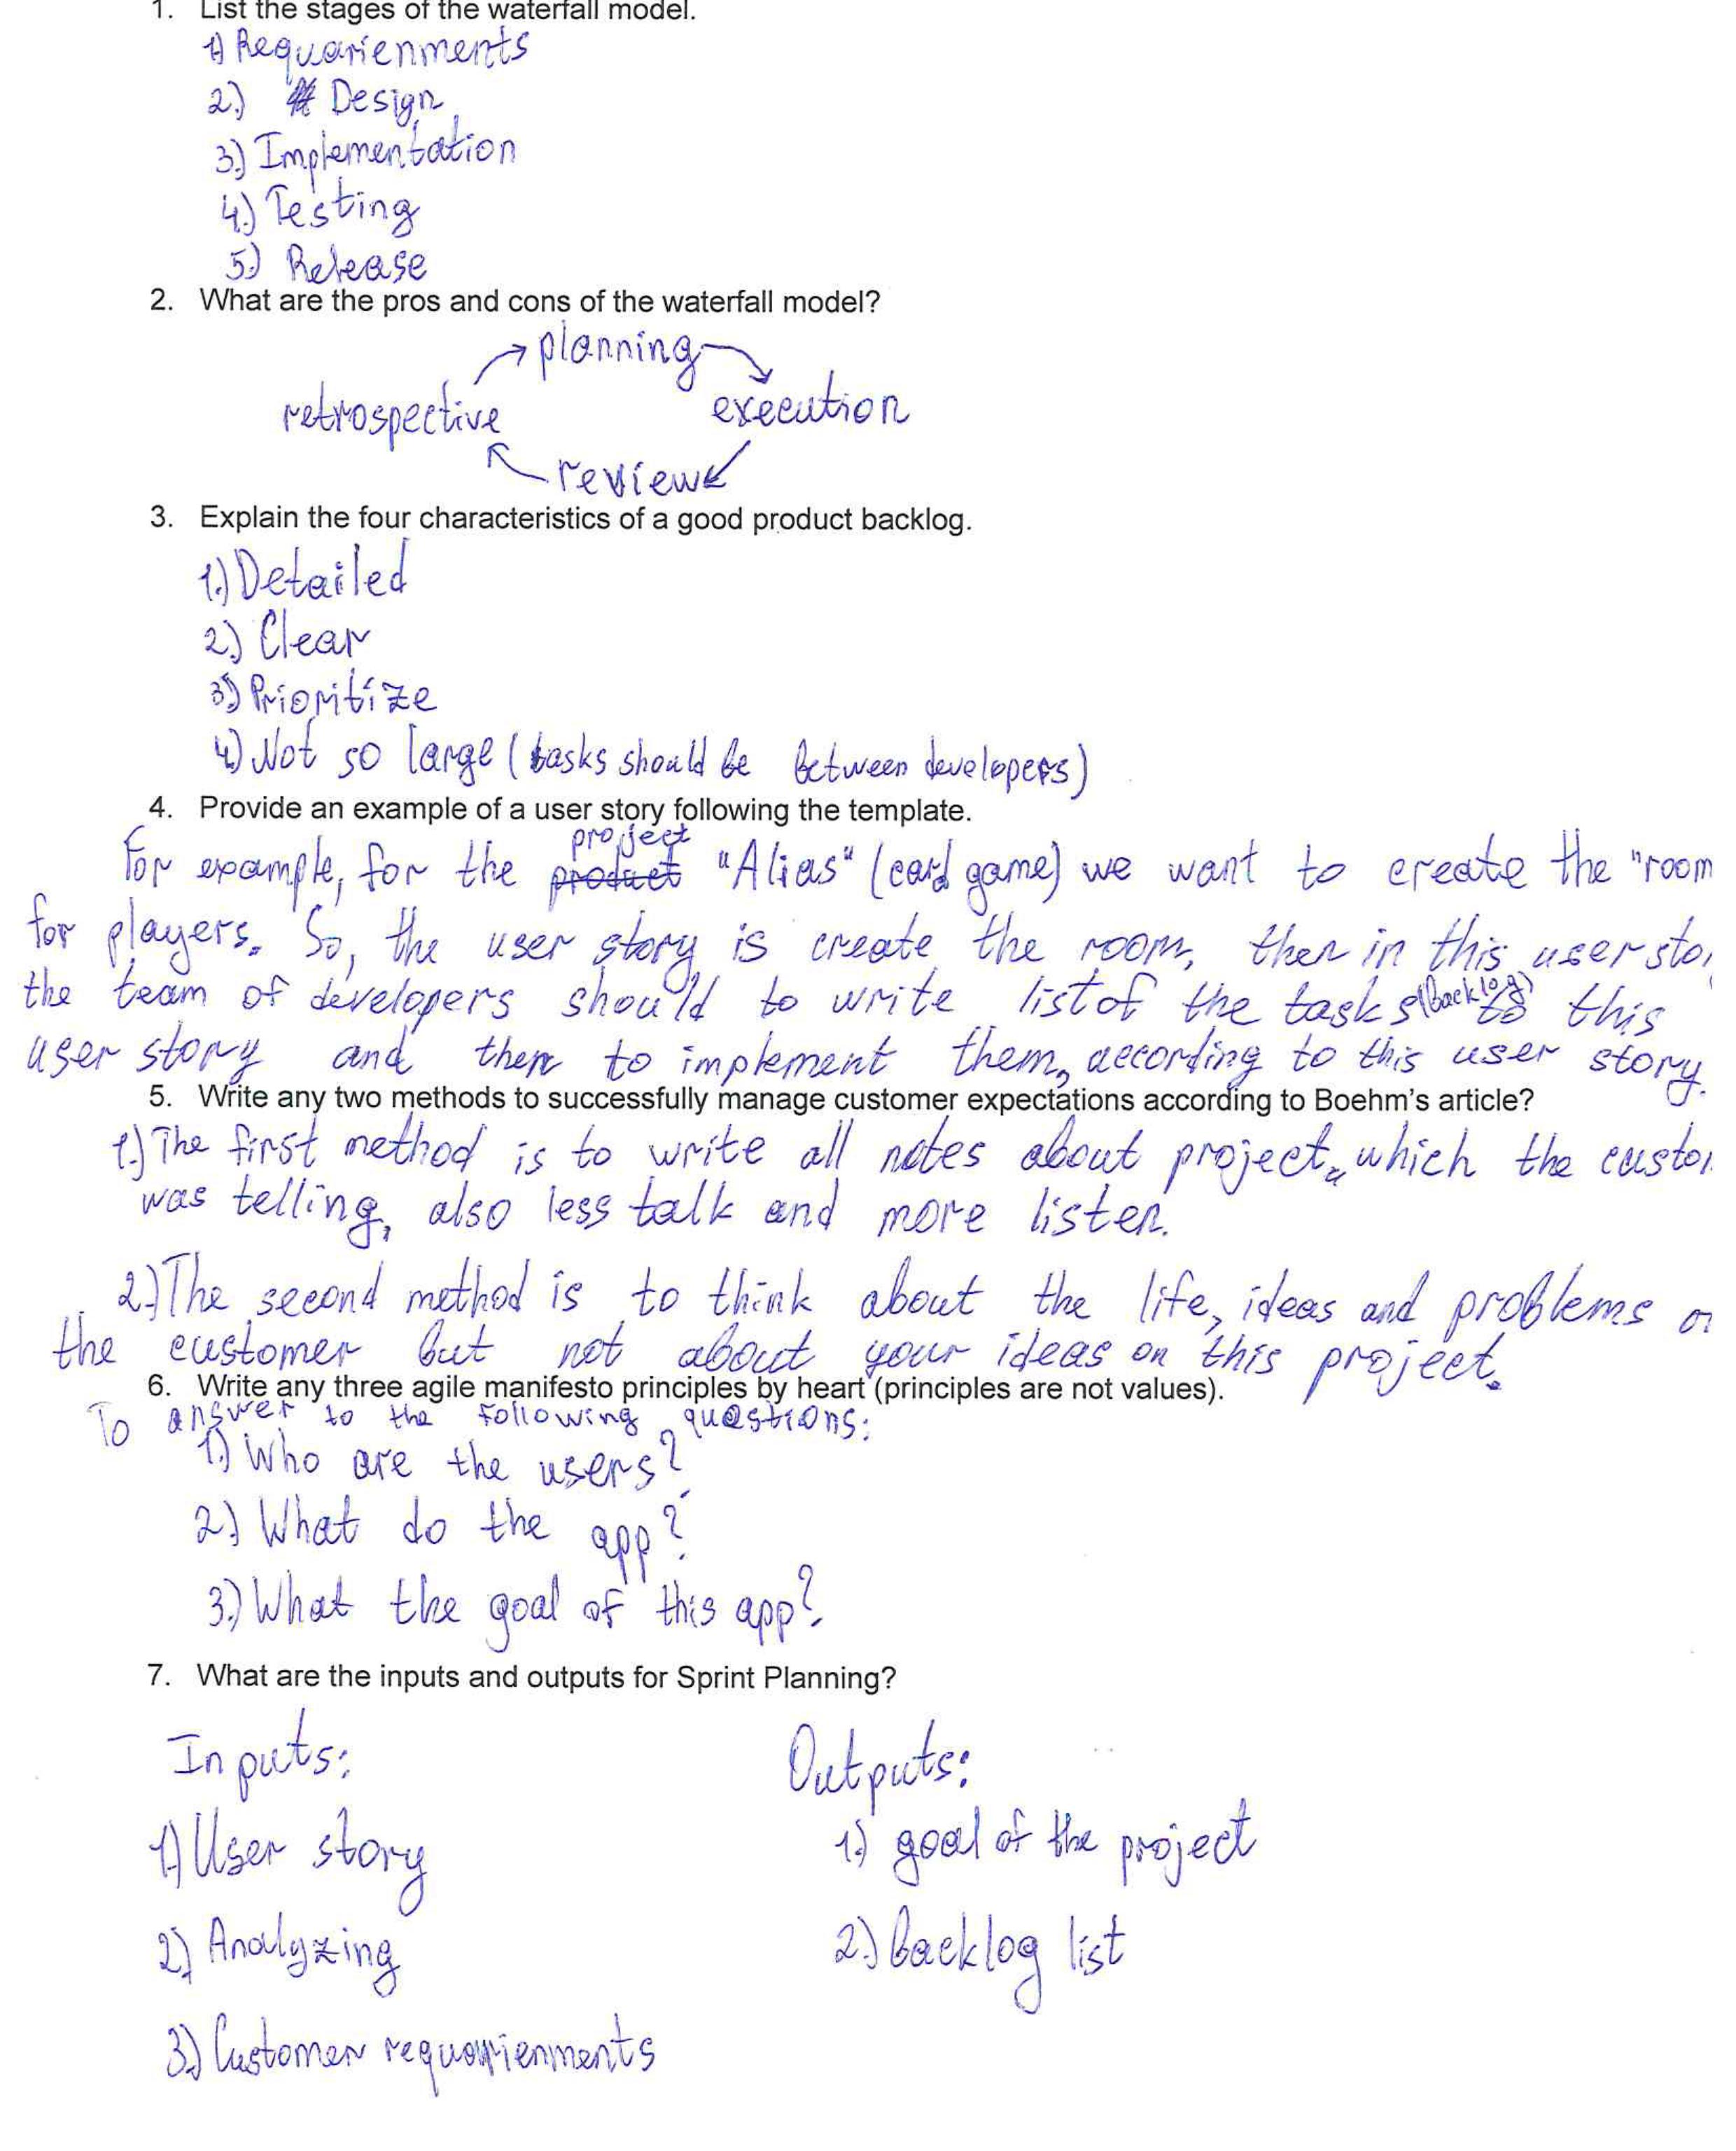 1. List the stages of the waterfall model.
1) Requarienments
2.) Design
3.) Implementation
4.) Testing
5.) Release
2. What are the pros and cons of the waterfall model?
planning
retrospective execution
review
3. Explain the four characteristics of a good product backlog.
1.) Detailed
2.) Clear
3.) Prioritize
4.) Not so large (tasks should be between developers)
4. Provide an example of a user story following the template.
project
For example, for the product "Alias" (card game) we want to create the "room
for players. So, the user story is create the room, then in this user sto
the team of developers should to write list of the tasks (backlog) to this
user story and then to implement them, according to this user story.
5. Write any two methods to successfully manage customer expectations according to Boehm's article?
1.) The first method is to write all notes about project, which the custo
was telling, also less talk and more listen.
2.) The second method is to think about the life, ideas and problems o
the customer but not about your ideas on this project.
6. Write any three agile manifesto principles by heart (principles are not values).
To answer to the following questions:
1.) Who are the users?
2.) What do the app?
3.) What the goal of this app?
7. What are the inputs and outputs for Sprint Planning?
Inputs: Outputs:
1) User story 1.) goal of the project
2.) Analyzing 2.) Backlog list
3.) Customer requarienments